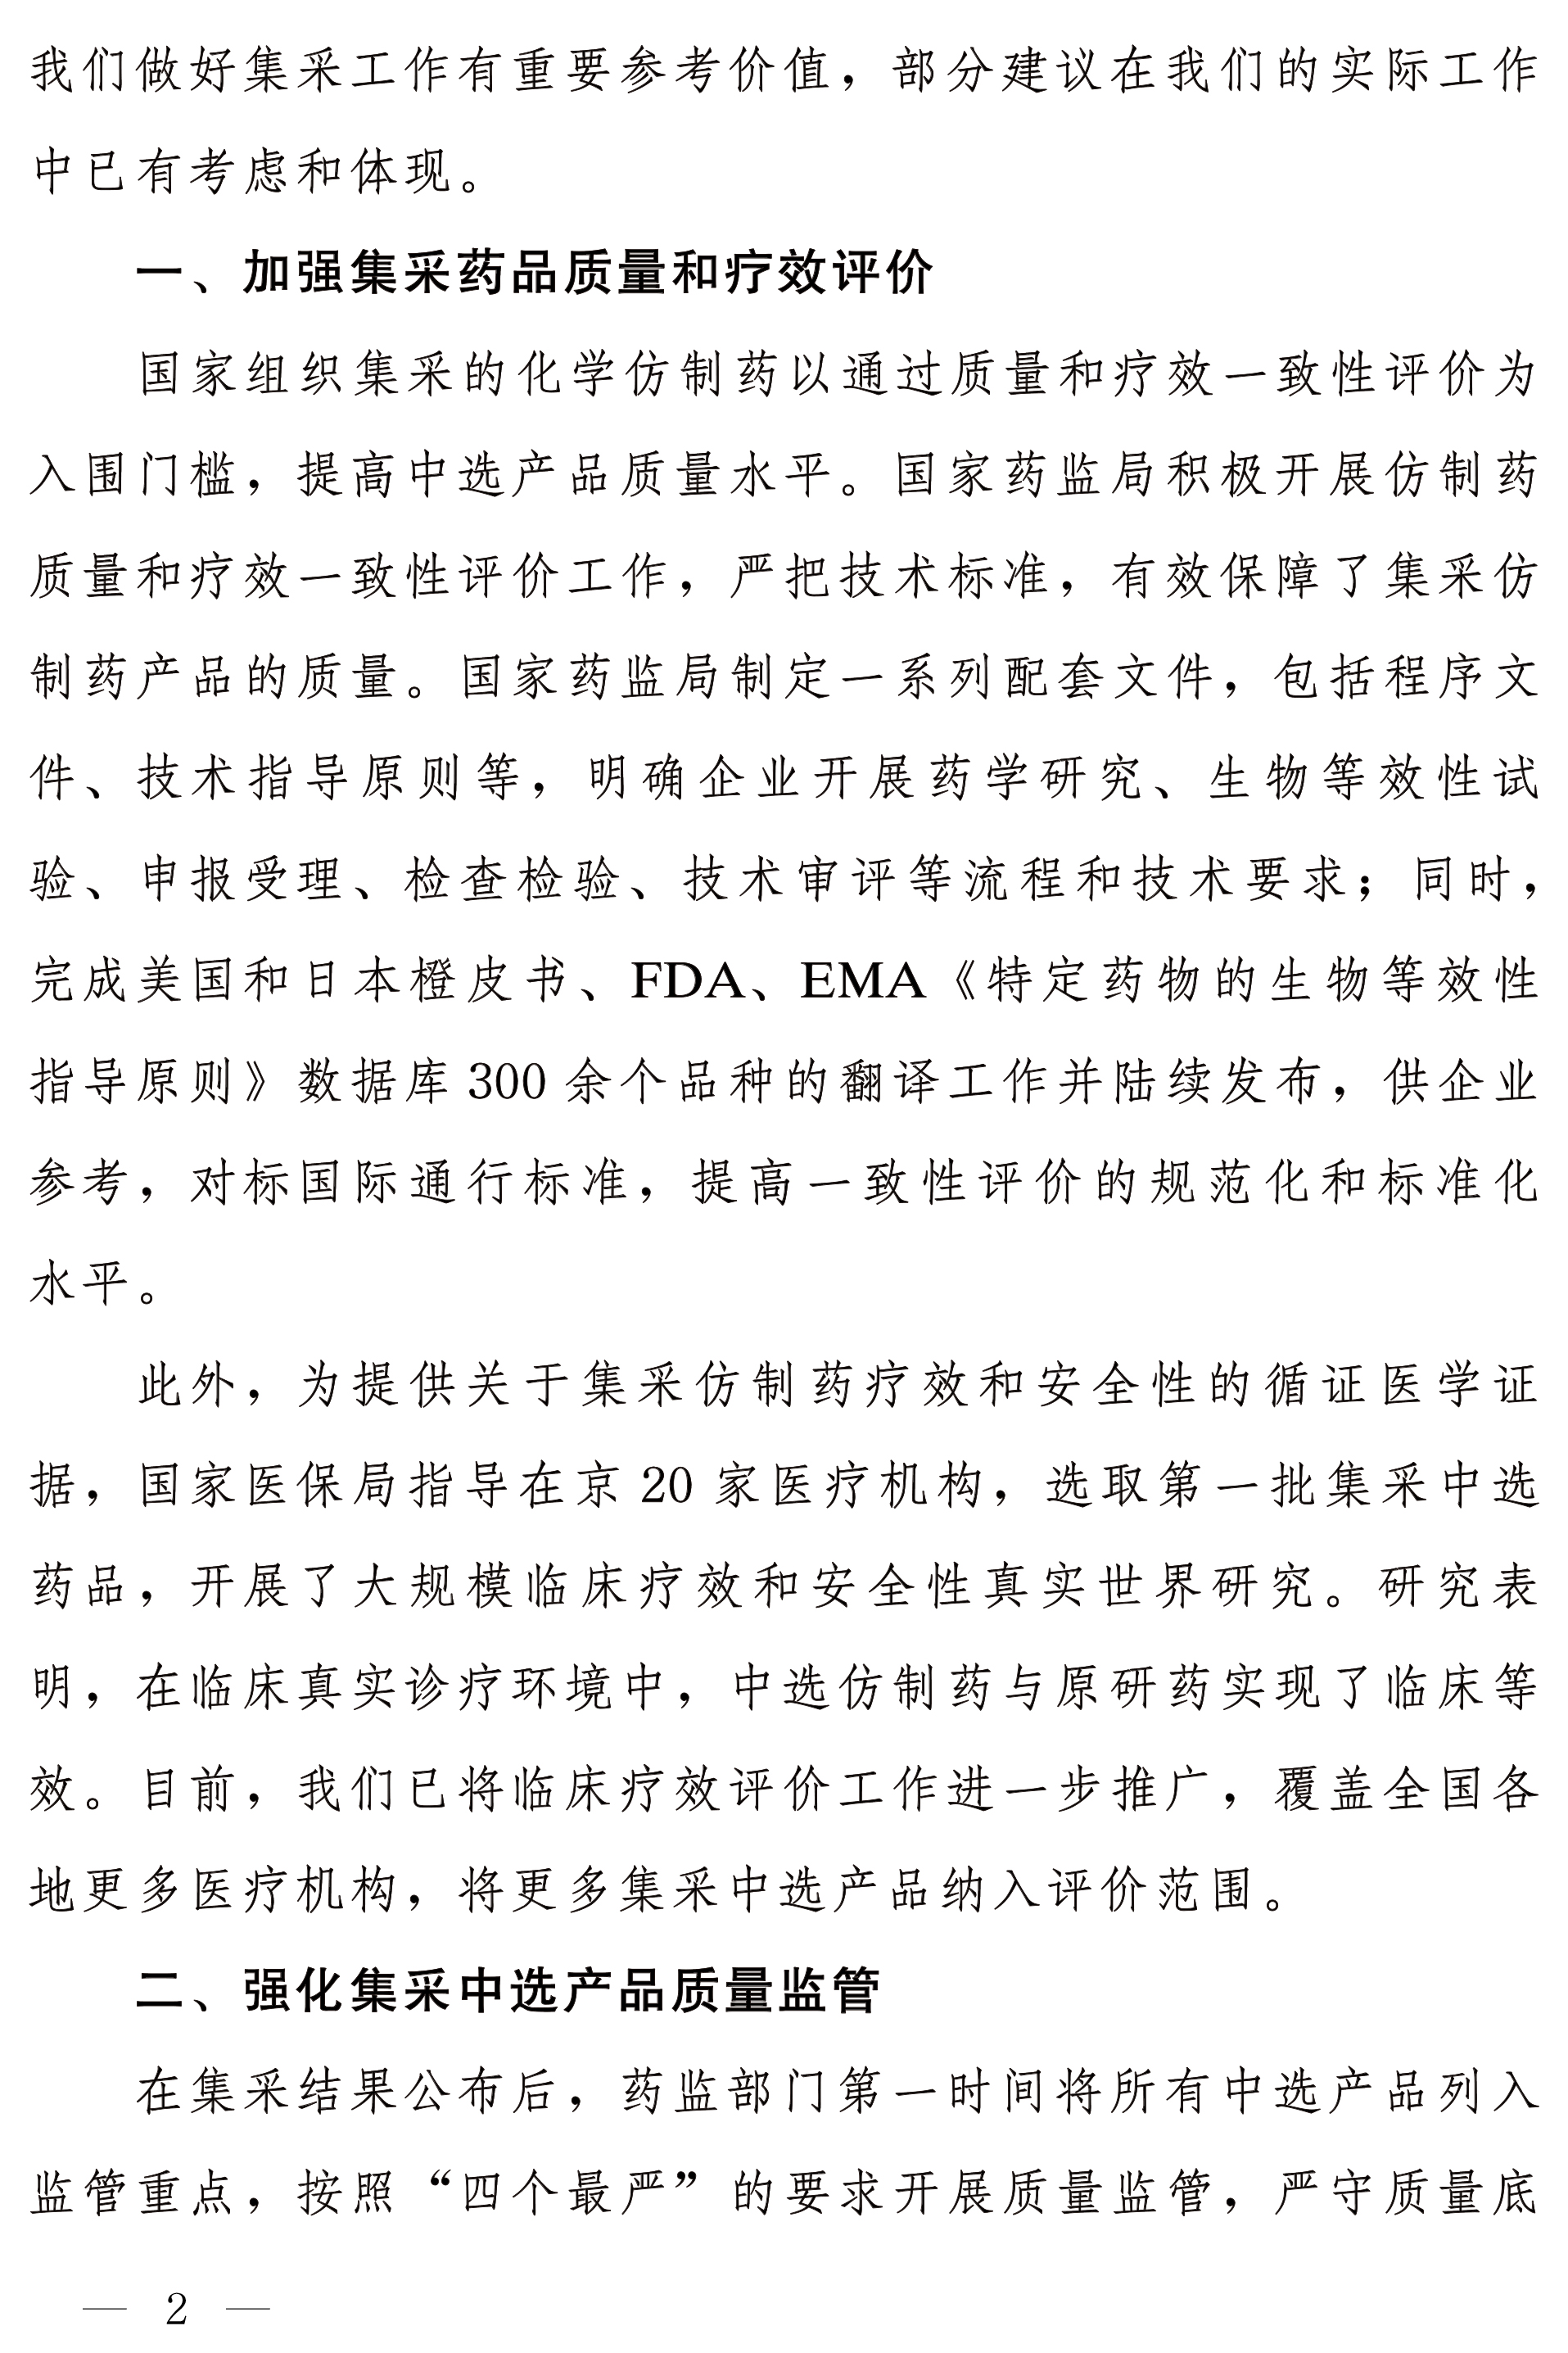 我们做好集采工作有重要参考价值，部分建议在我们的实际工作
中已有考虑和体现。
一、加强集采药品质量和疗效评价
国家组织集采的化学仿制药以通过质量和疗效一致性评价为
入围门槛，提高中选产品质量水平。国家药监局积极开展仿制药
质量和疗效一致性评价工作，严把技术标准，有效保障了集采仿
制药产品的质量。国家药监局制定一系列配套文件，包括程序文
件、技术指导原则等，明确企业开展药学研究、生物等效性试
验、申报受理、检查检验、技术审评等流程和技术要求；同时，
完成美国和日本橙皮书、FDA、EMA《特定药物的生物等效性
指导原则》数据库 300 余个品种的翻译工作并陆续发布，供企业
参考，对标国际通行标准，提高一致性评价的规范化和标准化
水平。
此外，为提供关于集采仿制药疗效和安全性的循证医学证
据，国家医保局指导在京 20 家医疗机构，选取第一批集采中选
药品，开展了大规模临床疗效和安全性真实世界研究。研究表
明，在临床真实诊疗环境中，中选仿制药与原研药实现了临床等
效。目前，我们已将临床疗效评价工作进一步推广，覆盖全国各
地更多医疗机构，将更多集采中选产品纳入评价范围。
二、强化集采中选产品质量监管
在集采结果公布后，药监部门第一时间将所有中选产品列入
监管重点，按照“四个最严”的要求开展质量监管，严守质量底
— 2 —